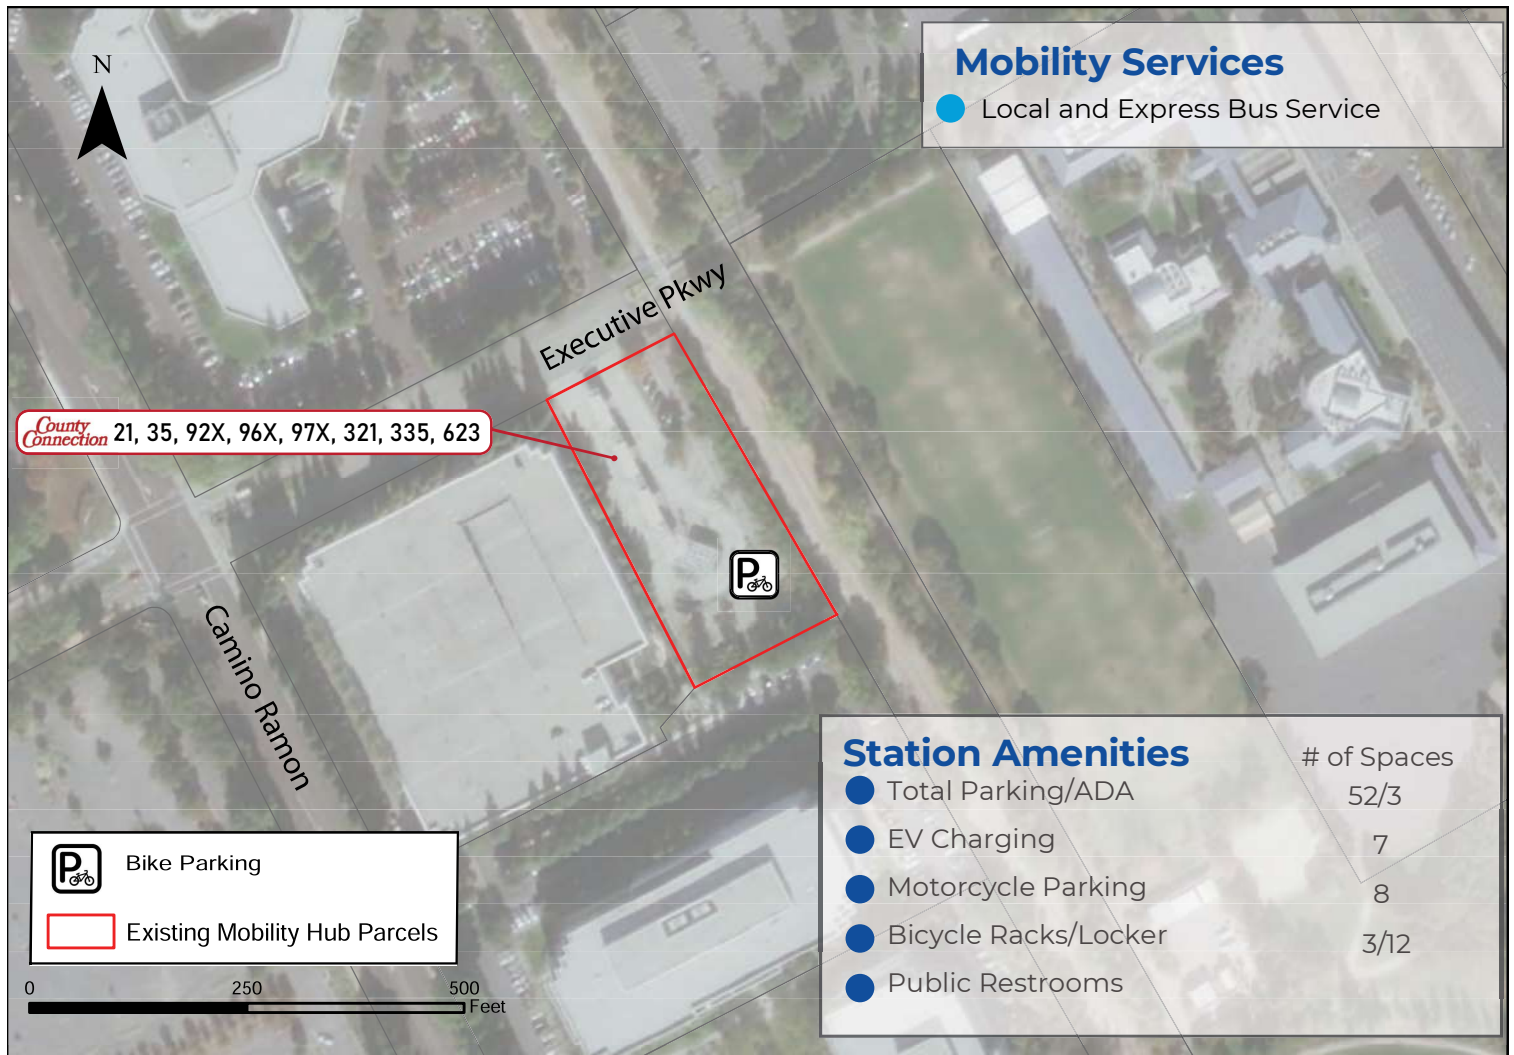 N
Mobility Services
Local and Express Bus Service
Executive Pkwy
County
Connection 21, 35, 92X, 96X, 97X, 321, 335, 623
P
Camino Ramon
Station Amenities # of Spaces
Total Parking/ADA 52/3
EV Charging 7
Motorcycle Parking 8
Bicycle Racks/Locker 3/12
Public Restrooms
P Bike Parking
Existing Mobility Hub Parcels
0 250 500
Feet